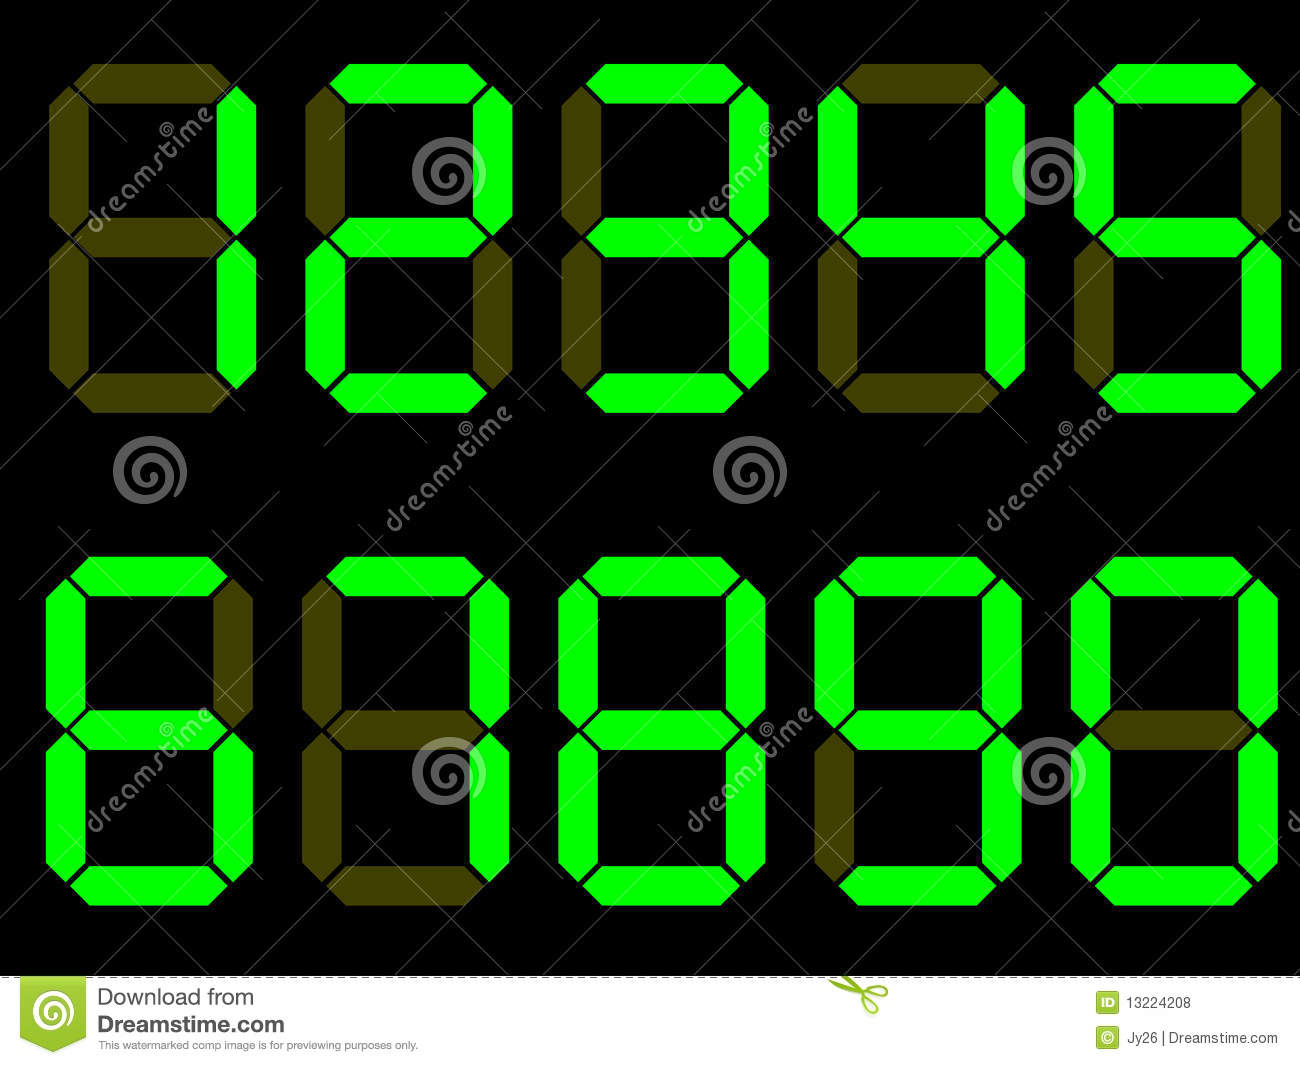 1 2 3 4 5
dreamstime dreamstime
dreamstime dreamstime
6 7 8 9 0
dreamstime dreamstime
Download from
Dreamstime.com
This watermarked comp image is for previewing purposes only.
ID 13224208
© Jy26 | Dreamstime.com